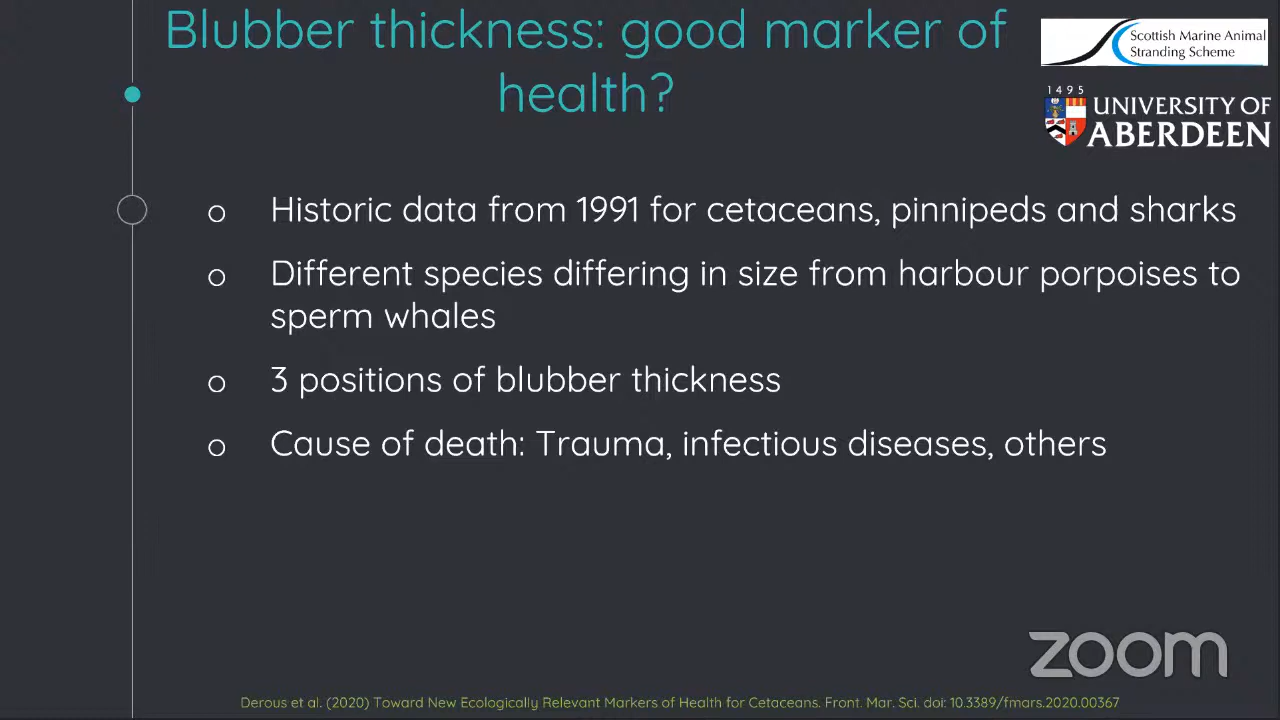 Blubber thickness: good marker of
health?
Scottish Marine Animal
Stranding Scheme
1495
UNIVERSITY OF
ABERDEEN
o Historic data from 1991 for cetaceans, pinnipeds and sharks
o Different species differing in size from harbour porpoises to
sperm whales
o 3 positions of blubber thickness
o Cause of death: Trauma, infectious diseases, others
zoom
Derous et al. (2020) Toward New Ecologically Relevant Markers of Health for Cetaceans. Front. Mar. Sci. doi: 10.3389/fmars.2020.00367